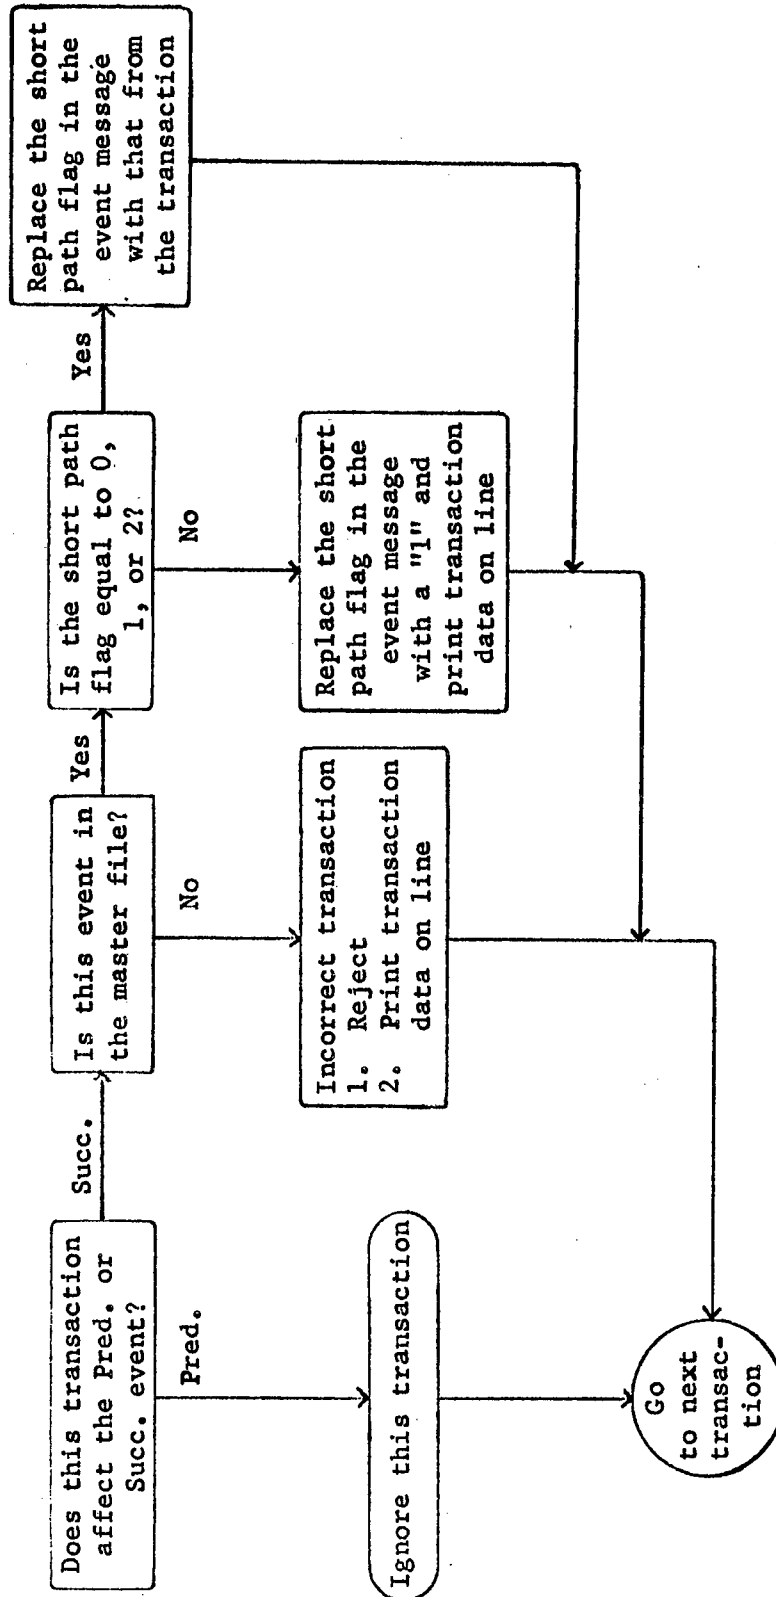 Does this transaction
affect the Pred. or
Succ. event?
Succ.
Is this event in
the master file?
Yes
Is the short path
flag equal to 0,
1, or 2?
Yes
Replace the short
path flag in the
event message
with that from
the transaction
Pred.
No
No
Ignore this transaction
Incorrect transaction
1. Reject
2. Print transaction
data on line
Replace the short
path flag in the
event message
with a "1" and
print transaction
data on line
Go
to next
transac-
tion